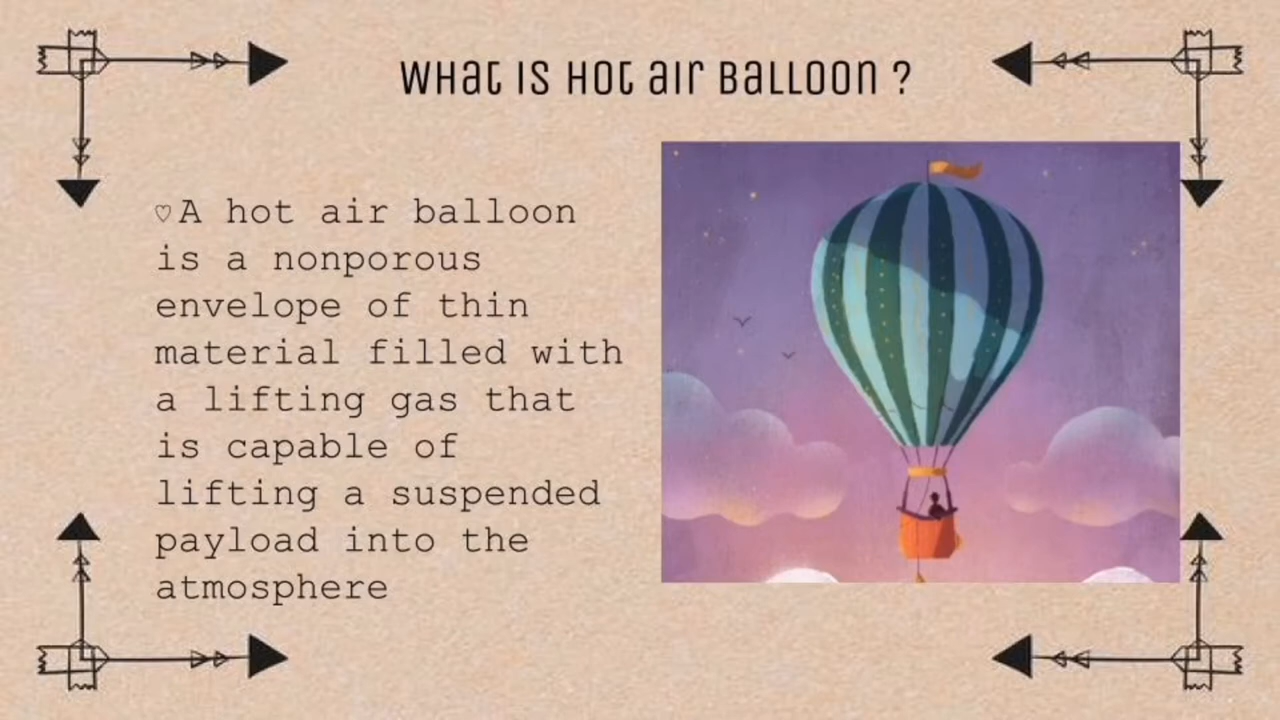 WHAT IS HOT AIR BALLOON ?
♡A hot air balloon
is a nonporous
envelope of thin
material filled with
a lifting gas that
is capable of
lifting a suspended
payload into the
atmosphere